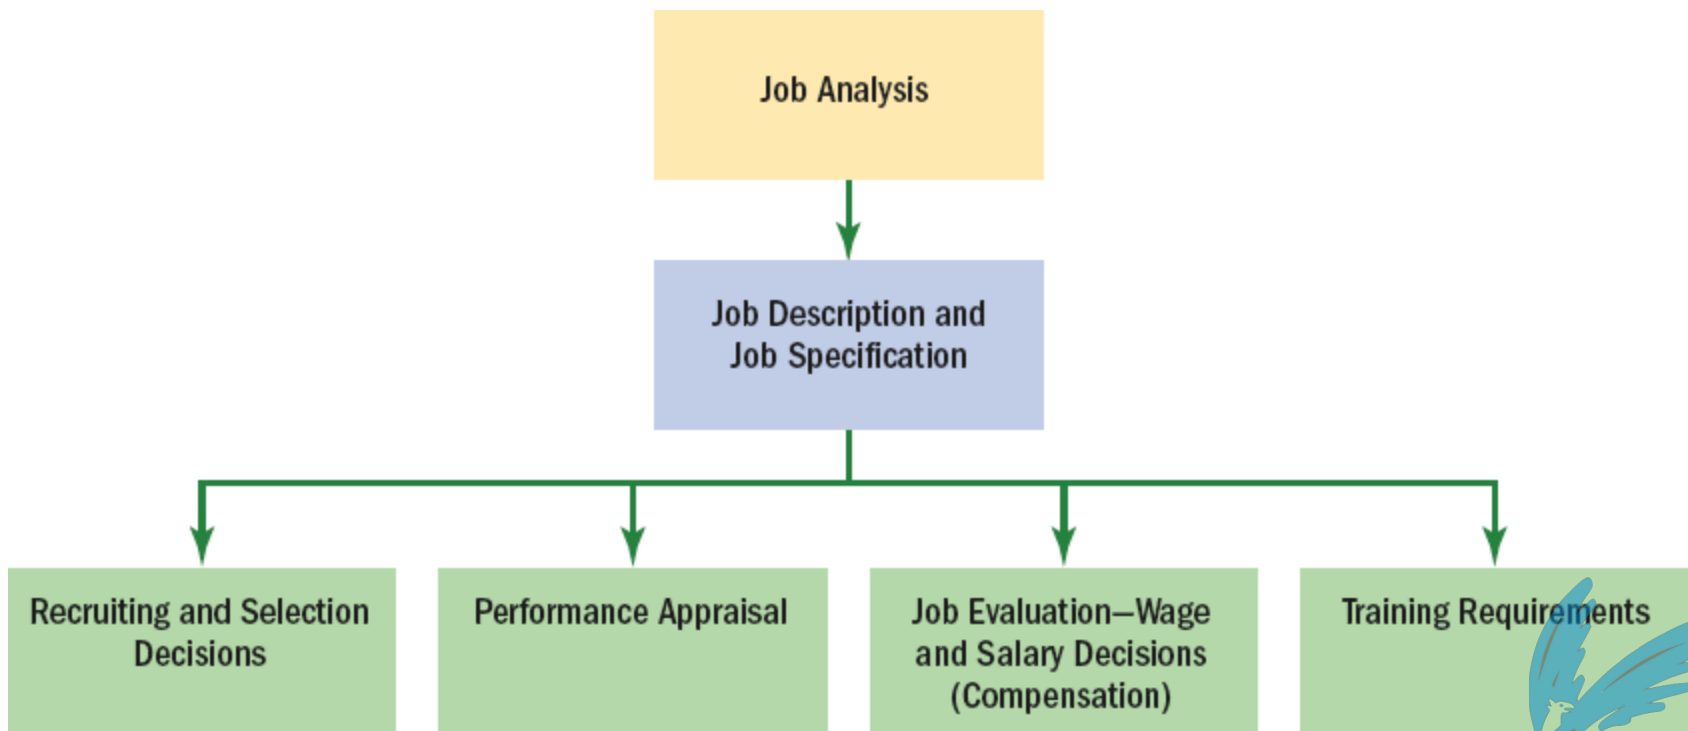 Job Analysis
Job Description and
Job Specification
Recruiting and Selection
Decisions
Performance Appraisal
Job Evaluation—Wage
and Salary Decisions
(Compensation)
Training Requirements